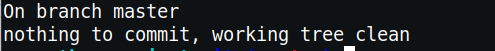 On branch master
nothing to commit, working tree clean